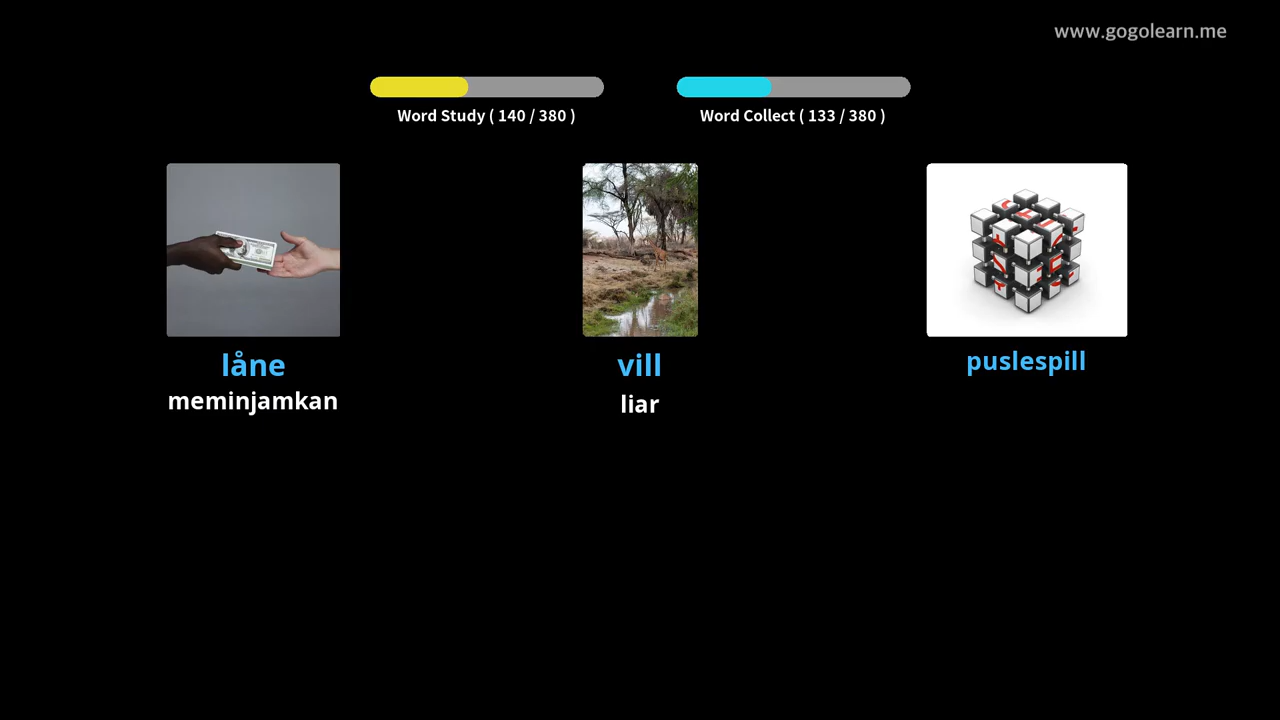 www.gogolearn.me
Word Study ( 140 / 380 )
Word Collect ( 133 / 380 )
låne
meminjamkan
vill
liar
puslespill